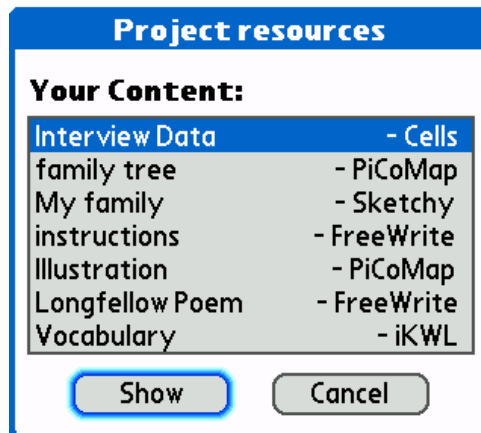 Project resources
Your Content:
Interview Data - Cells
family tree - PiCoMap
My family - Sketchy
instructions - FreeWrite
Illustration - PiCoMap
Longfellow Poem - FreeWrite
Vocabulary - iKWL
Show Cancel